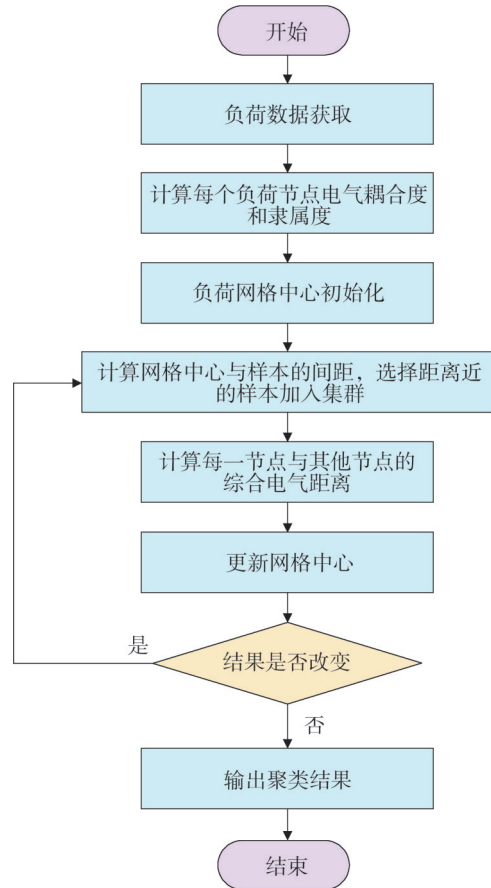 开始
负荷数据获取
计算每个负荷节点电气耦合度
和隶属度
负荷网格中心初始化
计算网格中心与样本的间距，选择距离近
的样本加入集群
计算每一节点与其他节点的
综合电气距离
更新网格中心
是
结果是否改变
否
输出聚类结果
结束